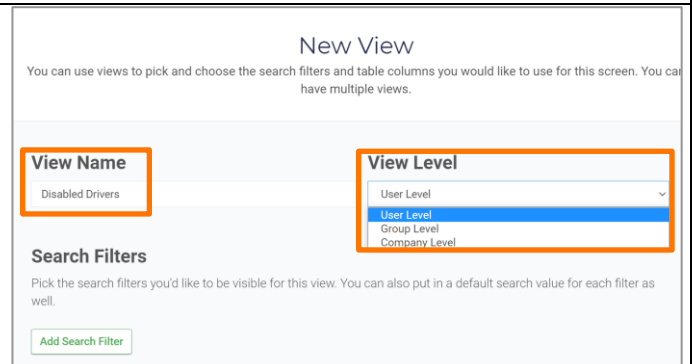 New View
You can use views to pick and choose the search filters and table columns you would like to use for this screen. You can
have multiple views.
View Name
View Level
Disabled Drivers
User Level
User Level
Group Level
Company Level
Search Filters
Pick the search filters you'd like to be visible for this view. You can also put in a default search value for each filter as
well.
Add Search Filter